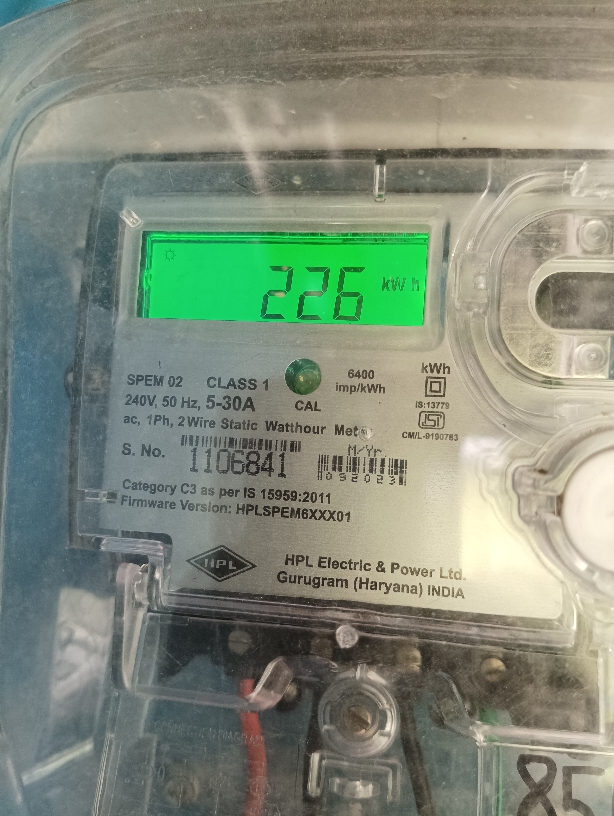 226 kWh
SPEM 02 CLASS 1
6400
imp/kWh
kWh
240V, 50 Hz, 5-30A
CAL
IS:13779
ISI
ac, 1Ph, 2 Wire Static Watthour
CM/L-9190783
S. No. 1106841
M/Yr
092023
Category C3 as per IS 15959:2011
Firmware Version: HPLSPEM6XXX01
HPL
HPL Electric & Power Ltd.
Gurugram (Haryana) INDIA
85